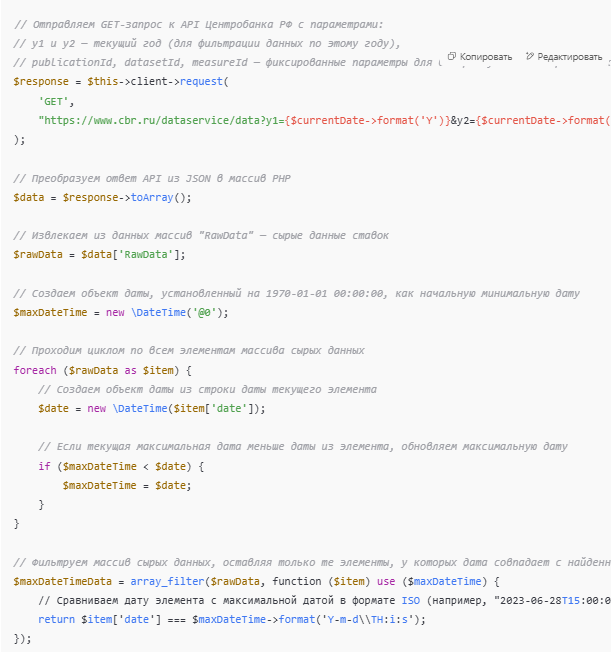 // Отправляем GET-запрос к API Центробанка РФ с параметрами:
// y1 и y2 — текущий год (для фильтрации данных по этому году),
// publicationId, datasetId, measureId — фиксированные параметры для
Копировать Редактировать
$response = $this->client->request(
'GET',
"https://www.cbr.ru/dataservice/data?y1={$currentDate->format('Y')}&y2={$currentDate->format(
);
// Преобразуем ответ API из JSON в массив PHP
$data = $response->toArray();
// Извлекаем из данных массив "RawData" — сырые данные ставок
$rawData = $data['RawData'];
// Создаем объект даты, установленный на 1970-01-01 00:00:00, как начальную минимальную дату
$maxDateTime = new \DateTime('@0');
// Проходим циклом по всем элементам массива сырых данных
foreach ($rawData as $item) {
// Создаем объект даты из строки даты текущего элемента
$date = new \DateTime($item['date']);
// Если текущая максимальная дата меньше даты из элемента, обновляем максимальную дату
if ($maxDateTime < $date) {
$maxDateTime = $date;
}
}
// Фильтруем массив сырых данных, оставляя только те элементы, у которых дата совпадает с найденн
$maxDateTimeData = array_filter($rawData, function ($item) use ($maxDateTime) {
// Сравниваем дату элемента с максимальной датой в формате ISO (например, "2023-06-28T15:00:0
return $item['date'] === $maxDateTime->format('Y-m-d\\TH:i:s');
});